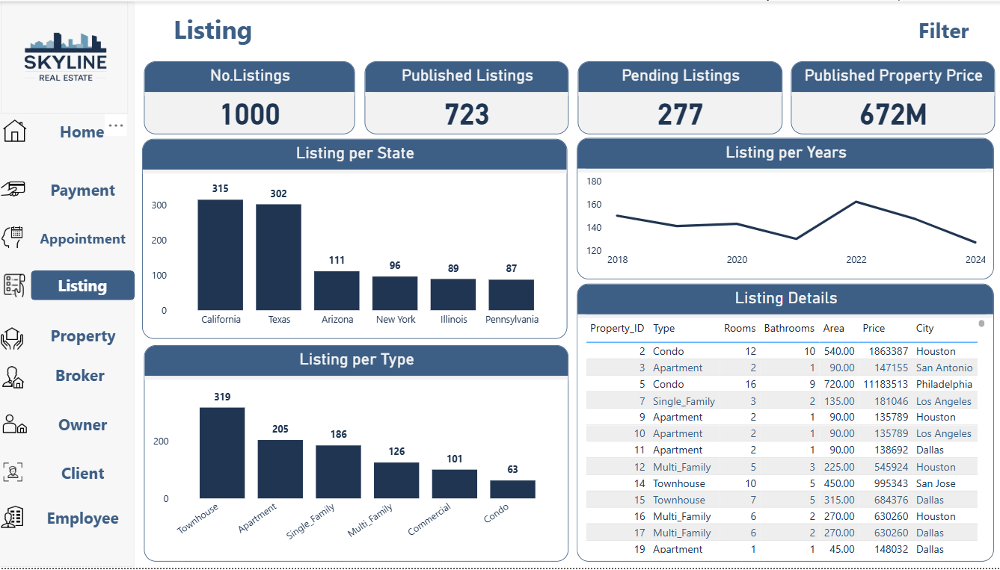 SKYLINE
REAL ESTATE
Home ...
Payment
Appointment
Listing
Property
Broker
Owner
Client
Employee
Listing
Filter
No.Listings
1000
Published Listings
723
Pending Listings
277
Published Property Price
672M
Listing per State
300
200
100
0
315
302
111
96
89
87
California Texas Arizona New York Illinois Pennsylvania
Listing per Years
180
160
140
120
2018 2020 2022 2024
Listing per Type
200
0
319
205
186
126
101
63
Townhouse Apartment Single_Family Multi_Family Commercial Condo
Listing Details
Property_ID Type Rooms Bathrooms Area Price City
2 Condo 12 10 540.00 1863387 Houston
3 Apartment 2 1 90.00 147155 San Antonio
5 Condo 16 9 720.00 11183513 Philadelphia
7 Single_Family 3 2 135.00 181046 Los Angeles
9 Apartment 2 1 90.00 135789 Houston
10 Apartment 2 1 90.00 135789 Los Angeles
11 Apartment 2 1 90.00 138692 Dallas
12 Multi_Family 5 3 225.00 545924 Houston
14 Townhouse 10 5 450.00 995343 San Jose
15 Townhouse 7 5 315.00 684376 Dallas
16 Multi_Family 6 2 270.00 630260 Houston
17 Multi_Family 6 2 270.00 630260 Dallas
19 Apartment 1 1 45.00 148032 Dallas